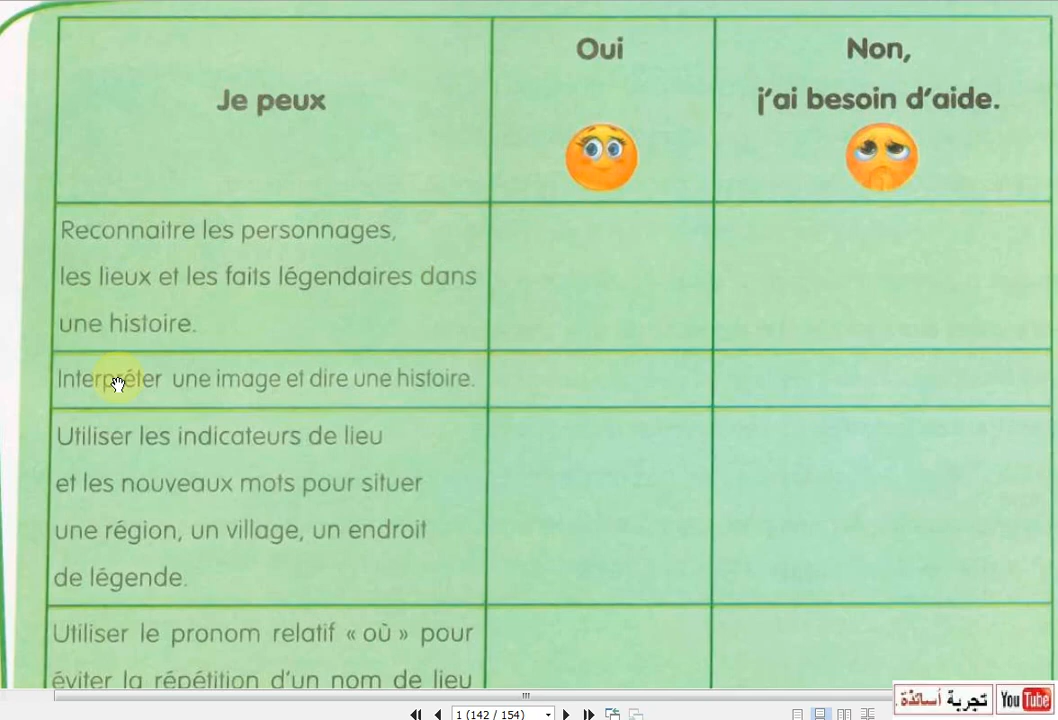 Je peux
Oui
Non,
j'ai besoin d'aide.
Reconnaitre les personnages,
les lieux et les faits légendaires dans
une histoire.
Interpréter une image et dire une histoire.
Utiliser les indicateurs de lieu
et les nouveaux mots pour situer
une région, un village, un endroit
de légende.
Utiliser le pronom relatif « où » pour
éviter la répétition d'un nom de lieu
1 (142 / 154)
تجربة أساتذة
YouTube